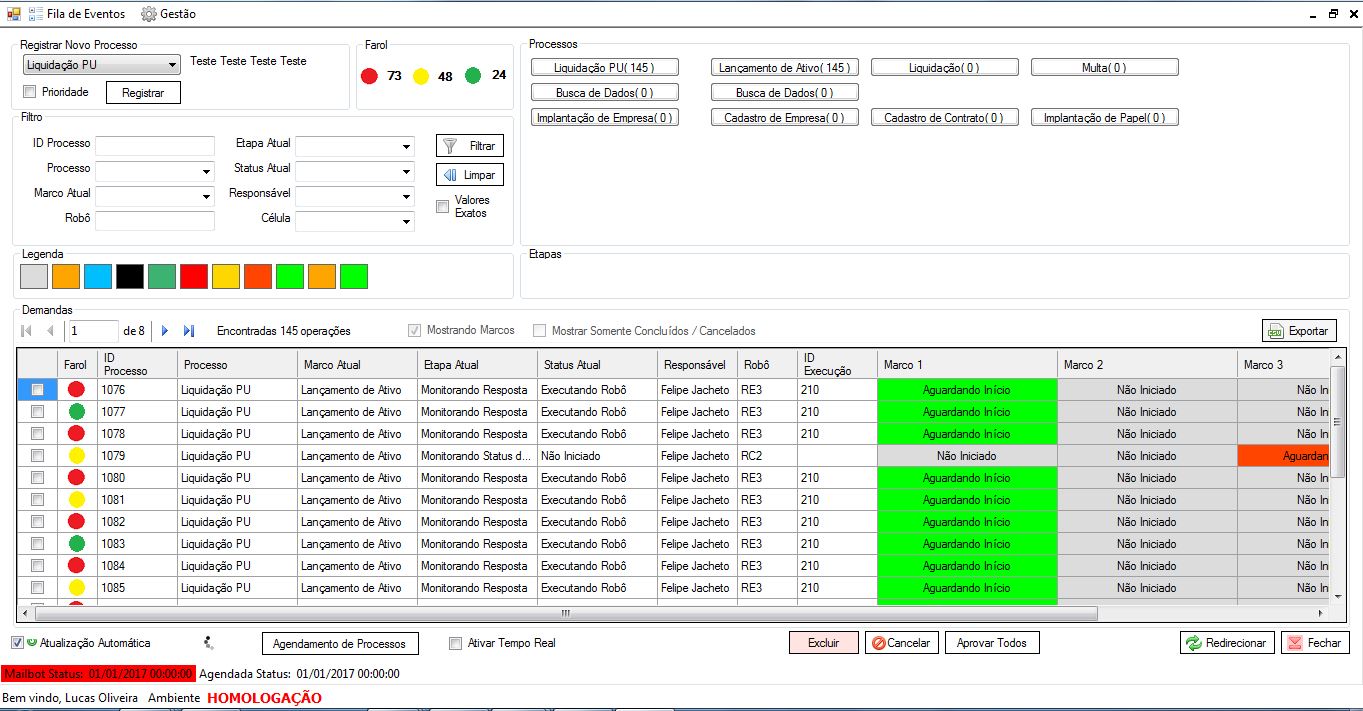 Fila de Eventos Gestão
Registrar Novo Processo
Liquidação PU Teste Teste Teste Teste
Prioridade Registrar
Farol
73 48 24
Processos
Liquidação PU( 145 ) Lançamento de Ativo( 145 ) Liquidação( 0 ) Multa( 0 )
Busca de Dados( 0 ) Busca de Dados( 0 )
Implantação de Empresa( 0 ) Cadastro de Empresa( 0 ) Cadastro de Contrato( 0 ) Implantação de Papel( 0 )
Filtro
ID Processo Etapa Atual Filtrar
Processo Status Atual Limpar
Marco Atual Responsável Valores Exatos
Robô Célula
Legenda
Etapas
Demandas
1 de 8 Encontradas 145 operações Mostrando Marcos Mostrar Somente Concluídos / Cancelados Exportar
Farol ID Processo Processo Marco Atual Etapa Atual Status Atual Responsável Robô ID Execução Marco 1 Marco 2 Marco 3
1076 Liquidação PU Lançamento de Ativo Monitorando Resposta Executando Robô Felipe Jacheto RE3 210 Aguardando Início Não Iniciado Não In
1077 Liquidação PU Lançamento de Ativo Monitorando Resposta Executando Robô Felipe Jacheto RE3 210 Aguardando Início Não Iniciado Não In
1078 Liquidação PU Lançamento de Ativo Monitorando Resposta Executando Robô Felipe Jacheto RE3 210 Aguardando Início Não Iniciado Não In
1079 Liquidação PU Lançamento de Ativo Monitorando Status d... Não Iniciado Felipe Jacheto RC2 Não Iniciado Não Iniciado Aguardan
1080 Liquidação PU Lançamento de Ativo Monitorando Resposta Executando Robô Felipe Jacheto RE3 210 Aguardando Início Não Iniciado Não In
1081 Liquidação PU Lançamento de Ativo Monitorando Resposta Executando Robô Felipe Jacheto RE3 210 Aguardando Início Não Iniciado Não In
1082 Liquidação PU Lançamento de Ativo Monitorando Resposta Executando Robô Felipe Jacheto RE3 210 Aguardando Início Não Iniciado Não In
1083 Liquidação PU Lançamento de Ativo Monitorando Resposta Executando Robô Felipe Jacheto RE3 210 Aguardando Início Não Iniciado Não In
1084 Liquidação PU Lançamento de Ativo Monitorando Resposta Executando Robô Felipe Jacheto RE3 210 Aguardando Início Não Iniciado Não In
1085 Liquidação PU Lançamento de Ativo Monitorando Resposta Executando Robô Felipe Jacheto RE3 210 Aguardando Início Não Iniciado Não In
Atualização Automática Agendamento de Processos Ativar Tempo Real Excluir Cancelar Aprovar Todos Redirecionar Fechar
Mailbot Status: 01/01/2017 00:00:00 Agendada Status: 01/01/2017 00:00:00
Bem vindo, Lucas Oliveira Ambiente HOMOLOGAÇÃO